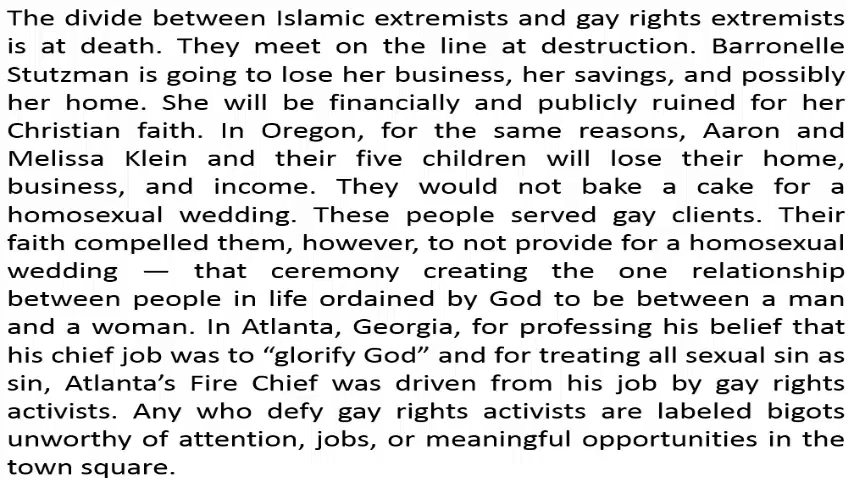 The divide between Islamic extremists and gay rights extremists
is at death. They meet on the line at destruction. Barronelle
Stutzman is going to lose her business, her savings, and possibly
her home. She will be financially and publicly ruined for her
Christian faith. In Oregon, for the same reasons, Aaron and
Melissa Klein and their five children will lose their home,
business, and income. They would not bake a cake for a
homosexual wedding. These people served gay clients. Their
faith compelled them, however, to not provide for a homosexual
wedding — that ceremony creating the one relationship
between people in life ordained by God to be between a man
and a woman. In Atlanta, Georgia, for professing his belief that
his chief job was to “glorify God” and for treating all sexual sin as
sin, Atlanta’s Fire Chief was driven from his job by gay rights
activists. Any who defy gay rights activists are labeled bigots
unworthy of attention, jobs, or meaningful opportunities in the
town square.